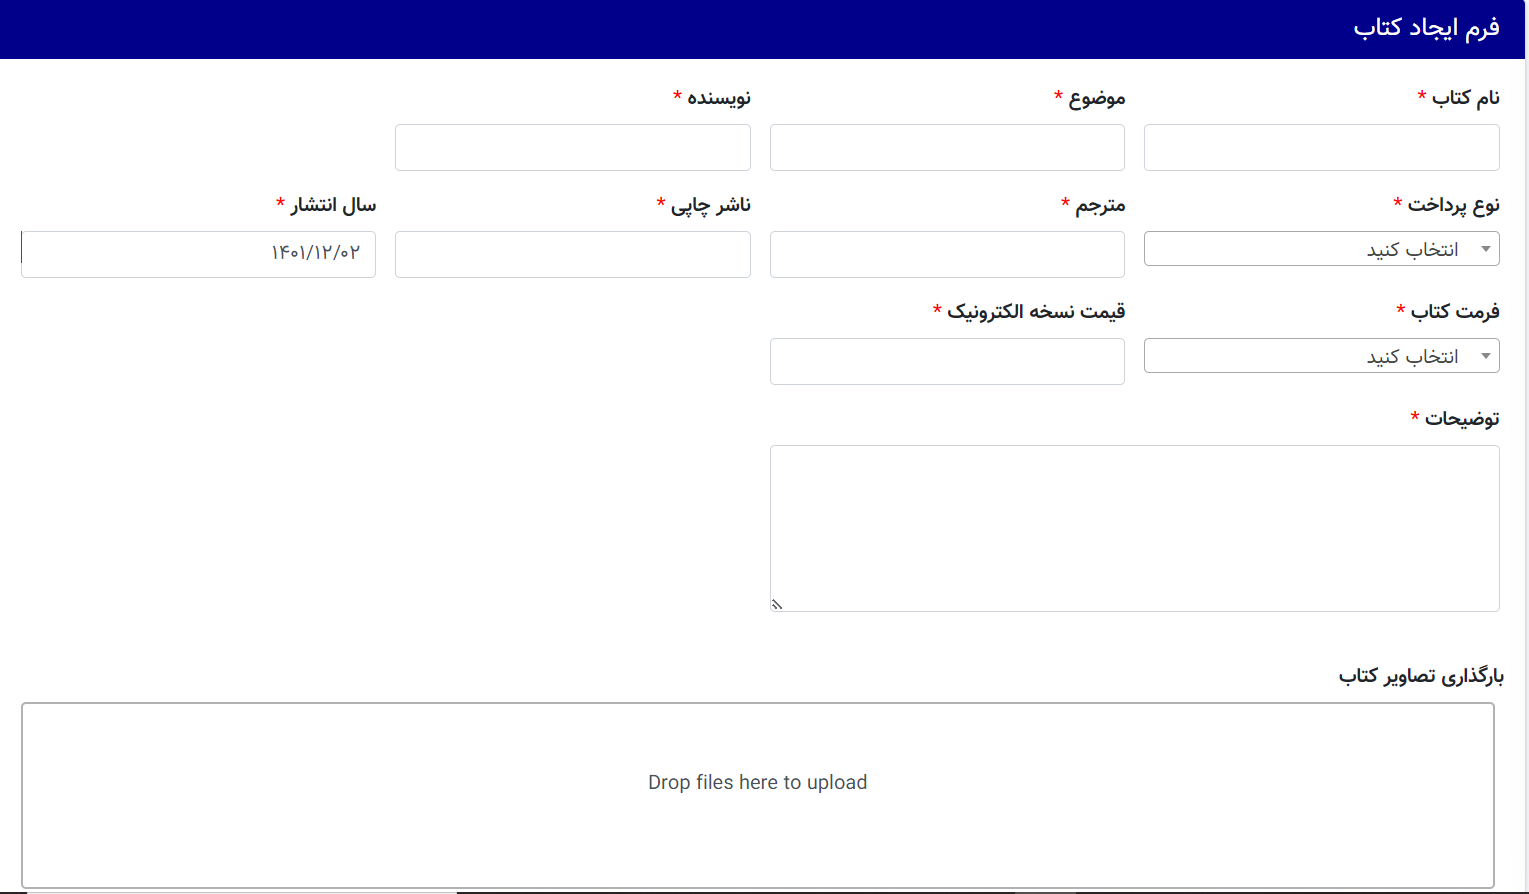 فرم ایجاد کتاب
نام کتاب *
موضوع *
نویسنده *
نوع پرداخت *
مترجم *
ناشر چاپی *
سال انتشار *
انتخاب کنید
۱۴۰۱/۱۲/۰۲
فرمت کتاب *
قیمت نسخه الکترونیک *
انتخاب کنید
توضیحات *
بارگذاری تصاویر کتاب
Drop files here to upload